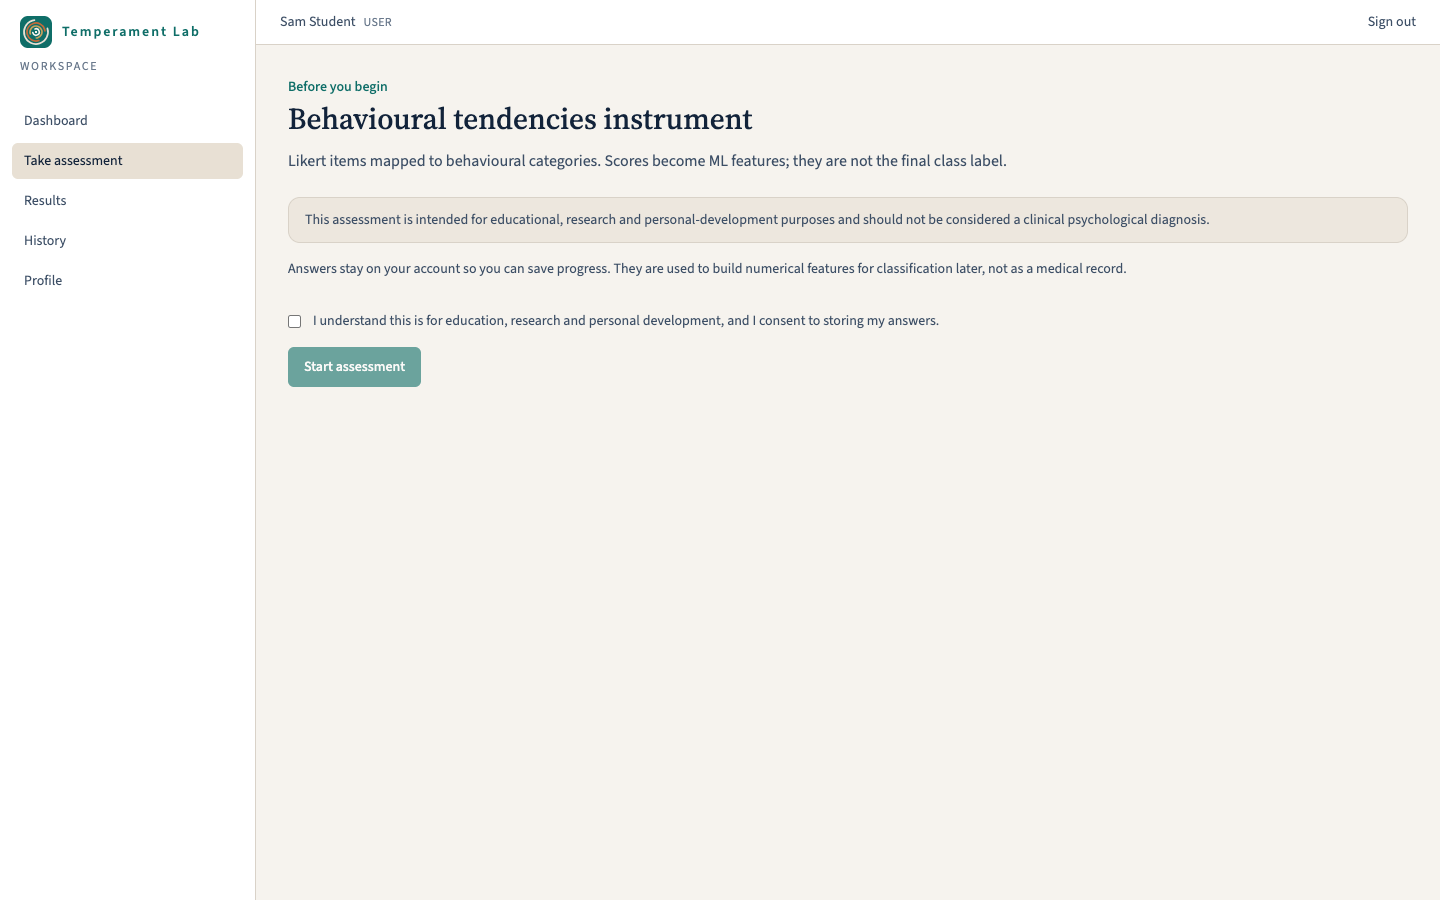 Temperament Lab
WORKSPACE
Dashboard
Take assessment
Results
History
Profile
Sam Student USER
Sign out
Before you begin
Behavioural tendencies instrument
Likert items mapped to behavioural categories. Scores become ML features; they are not the final class label.
This assessment is intended for educational, research and personal-development purposes and should not be considered a clinical psychological diagnosis.
Answers stay on your account so you can save progress. They are used to build numerical features for classification later, not as a medical record.
I understand this is for education, research and personal development, and I consent to storing my answers.
Start assessment